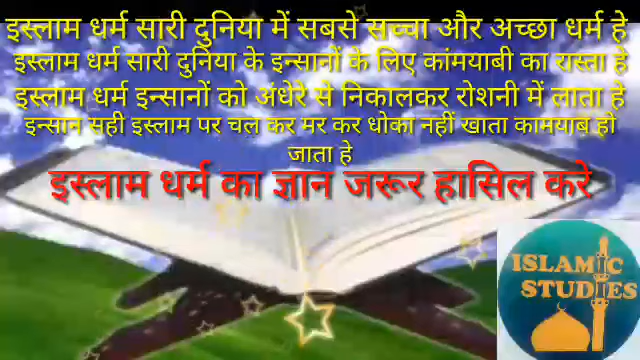 इस्लाम धर्म सारी दुनिया में सबसे सच्चा और अच्छा धर्म हे
इस्लाम धर्म सारी दुनिया के इन्सानों के लिए कांमयाबी का रास्ता हे
इस्लाम धर्म इन्सानों को अंधेरे से निकालकर रोशनी में लाता हे
इन्सान सही इस्लाम पर चल कर मर कर धोका नहीं खाता कामयाब हो
जाता हे
इस्लाम धर्म का ज्ञान जरूर हासिल करे
ISLAMIC
STUDIES